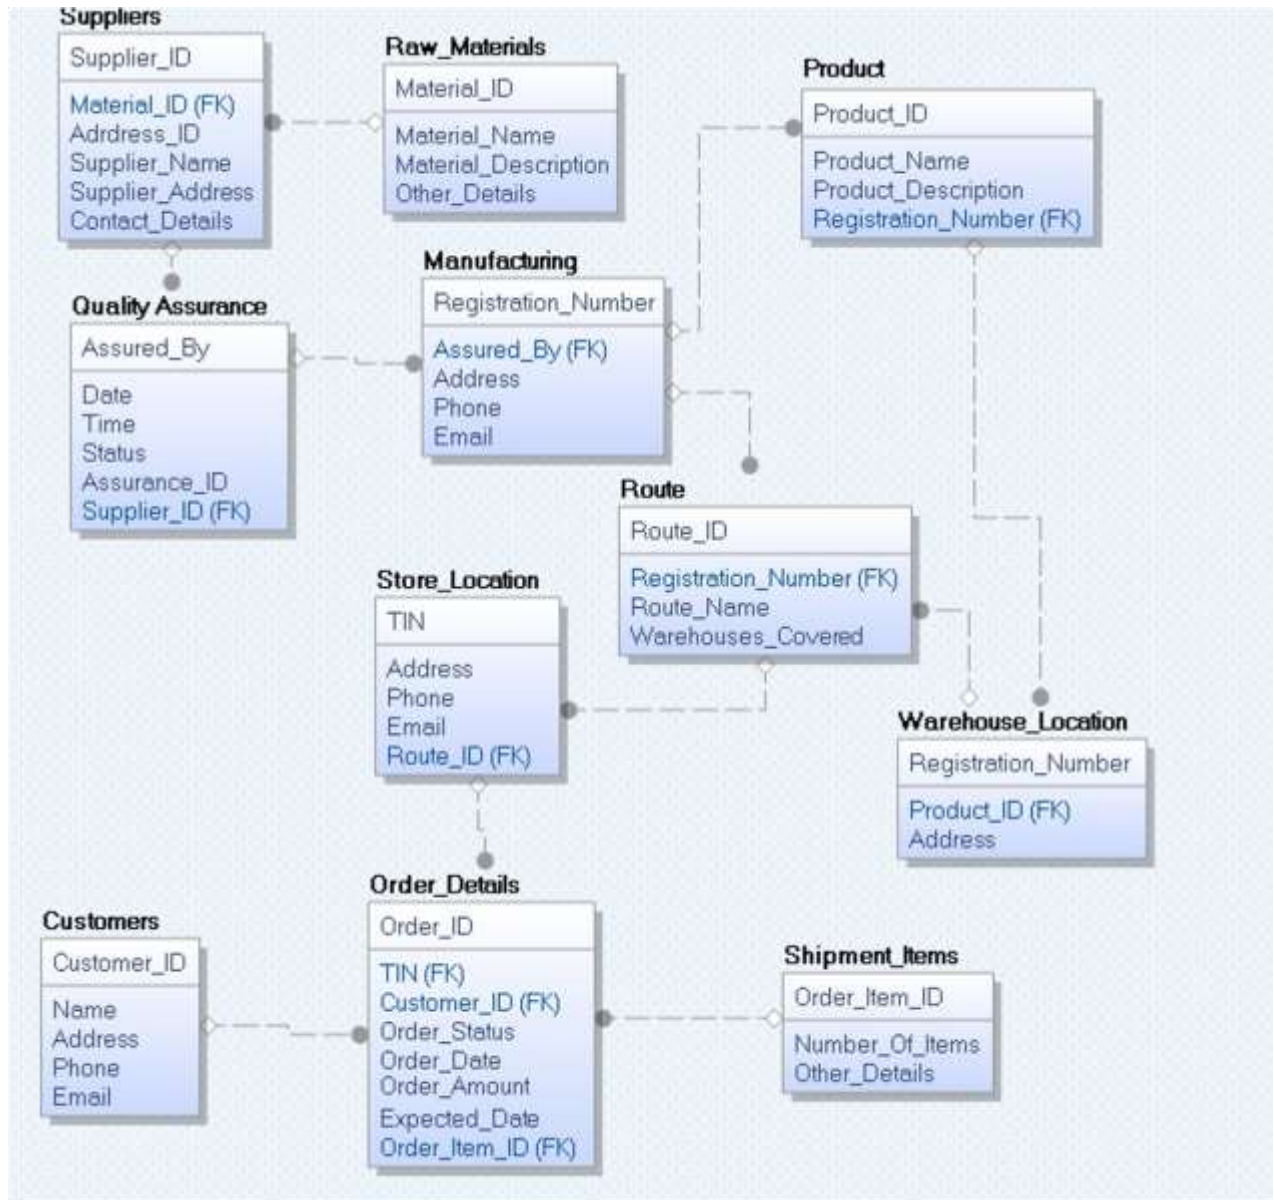 Suppliers
Supplier_ID
Material_ID (FK)
Adrdress_ID
Supplier_Name
Supplier_Address
Contact_Details
Raw_Materials
Material_ID
Material_Name
Material_Description
Other_Details
Product
Product_ID
Product_Name
Product_Description
Registration_Number (FK)
Quality Assurance
Assured_By
Date
Time
Status
Assurance_ID
Supplier_ID (FK)
Manufacturing
Registration_Number
Assured_By (FK)
Address
Phone
Email
Route
Route_ID
Registration_Number (FK)
Route_Name
Warehouses_Covered
Store_Location
TIN
Address
Phone
Email
Route_ID (FK)
Warehouse_Location
Registration_Number
Product_ID (FK)
Address
Customers
Customer_ID
Name
Address
Phone
Email
Order_Details
Order_ID
TIN (FK)
Customer_ID (FK)
Order_Status
Order_Date
Order_Amount
Expected_Date
Order_Item_ID (FK)
Shipment_Items
Order_Item_ID
Number_Of_Items
Other_Details